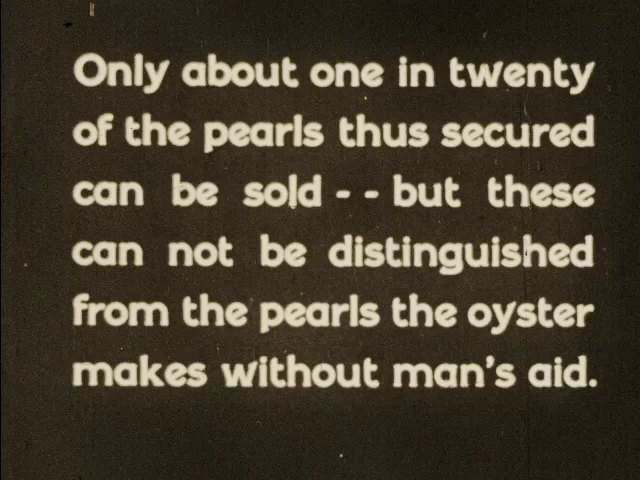 Only about one in twenty
of the pearls thus secured
can be sold - - but these
can not be distinguished
from the pearls the oyster
makes without man's aid.